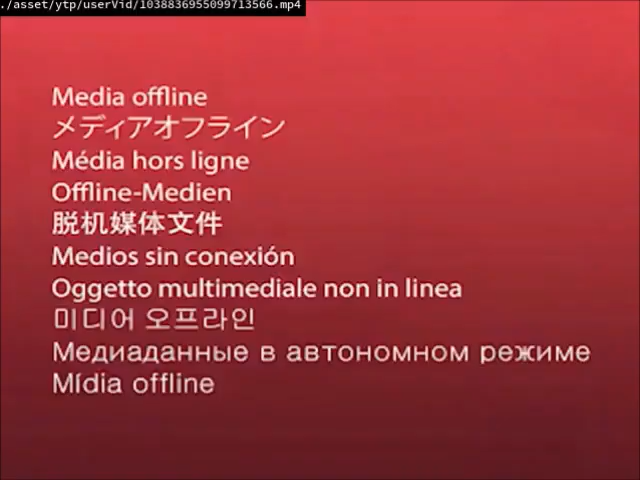 ./asset/ytp/userVid/1038836955099713566.mp4
Media offline
メディアオフライン
Média hors ligne
Offline-Medien
脱机媒体文件
Medios sin conexión
Oggetto multimediale non in linea
미디어 오프라인
Медиаданные в автономном режиме
Mídia offline